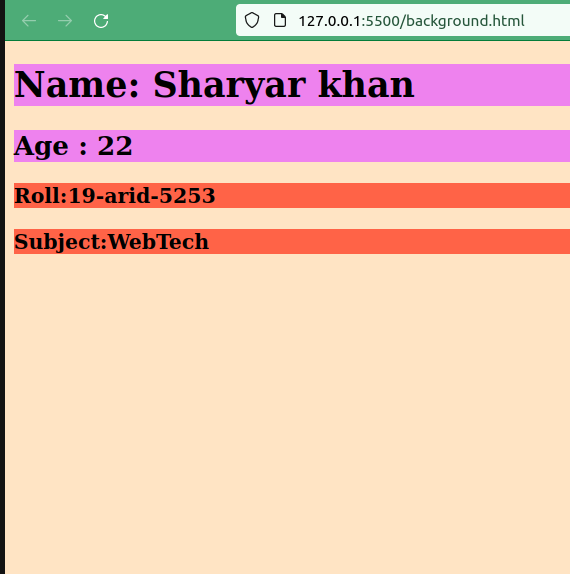 127.0.0.1:5500/background.html
Name: Sharyar khan
Age : 22
Roll:19-arid-5253
Subject:WebTech